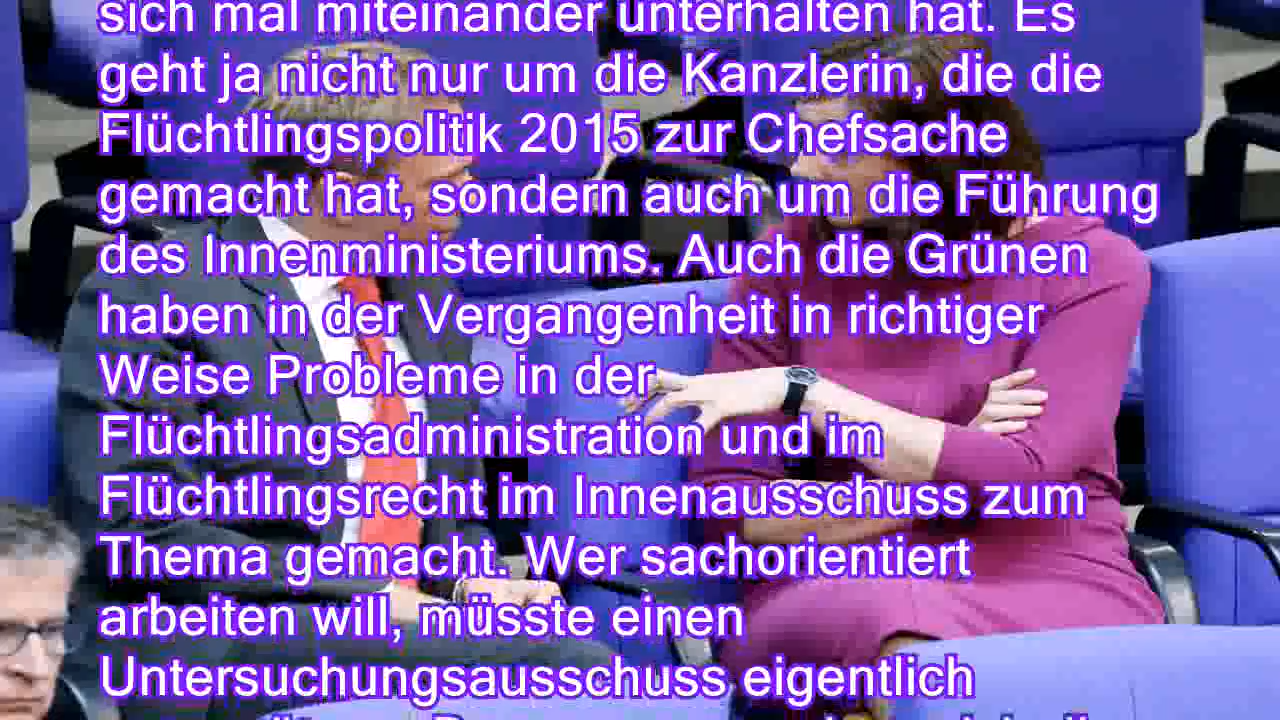 sich mal miteinander unterhalten hat. Es
geht ja nicht nur um die Kanzlerin, die die
Flüchtlingspolitik 2015 zur Chefsache
gemacht hat, sondern auch um die Führung
des Innenministeriums. Auch die Grünen
haben in der Vergangenheit in richtiger
Weise Probleme in der
Flüchtlingsadministration und im
Flüchtlingsrecht im Innenausschuss zum
Thema gemacht. Wer sachorientiert
arbeiten will, müsste einen
Untersuchungsausschuss eigentlich